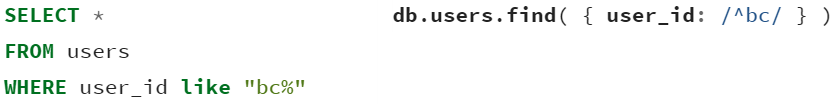 SELECT *
FROM users
WHERE user_id like "bc%"
db.users.find( { user_id: /^bc/ } )